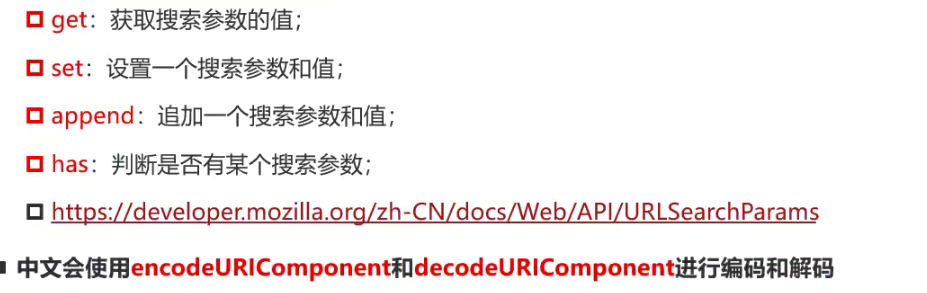 get：获取搜索参数的值；
set：设置一个搜索参数和值；
append：追加一个搜索参数和值；
has：判断是否有某个搜索参数；
https://developer.mozilla.org/zh-CN/docs/Web/API/URLSearchParams
中文会使用encodeURIComponent和decodeURIComponent进行编码和解码